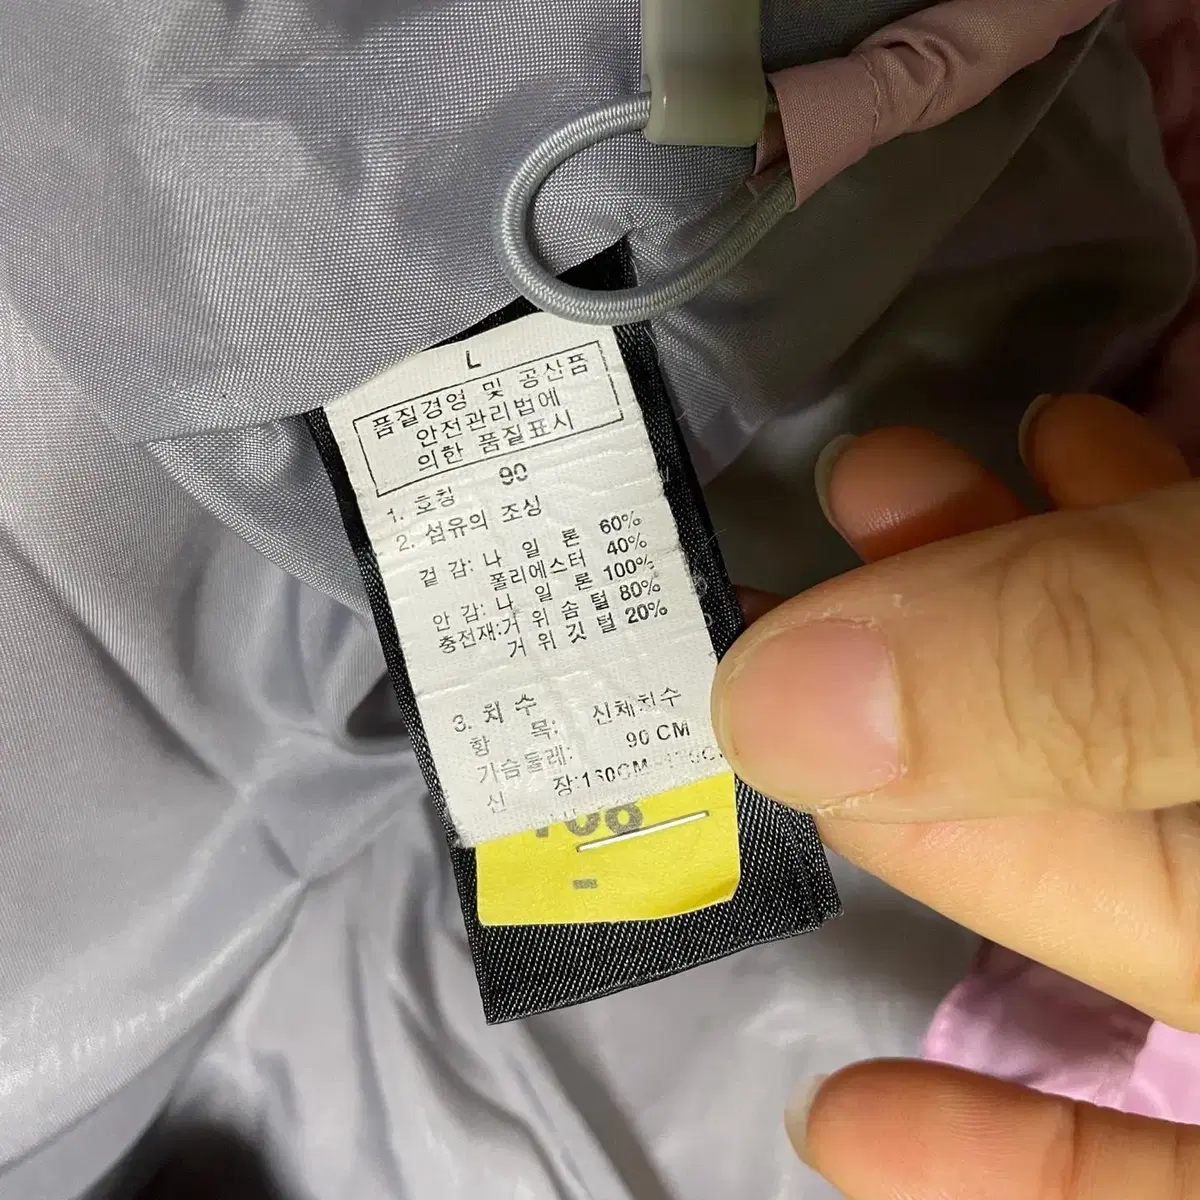 L
품질경영 및 공산품
안전관리법에
의한 품질표시
1. 호칭 90
2. 섬유의 조성
겉 감: 나 일 론 60%
폴리에스터 40%
안 감: 나 일 론 100%
충전재: 거 위 솜 털 80%
거 위 깃 털 20%
3. 치 수
항 목: 신체치수
가슴둘레: 90 CM
신 장: 160CM